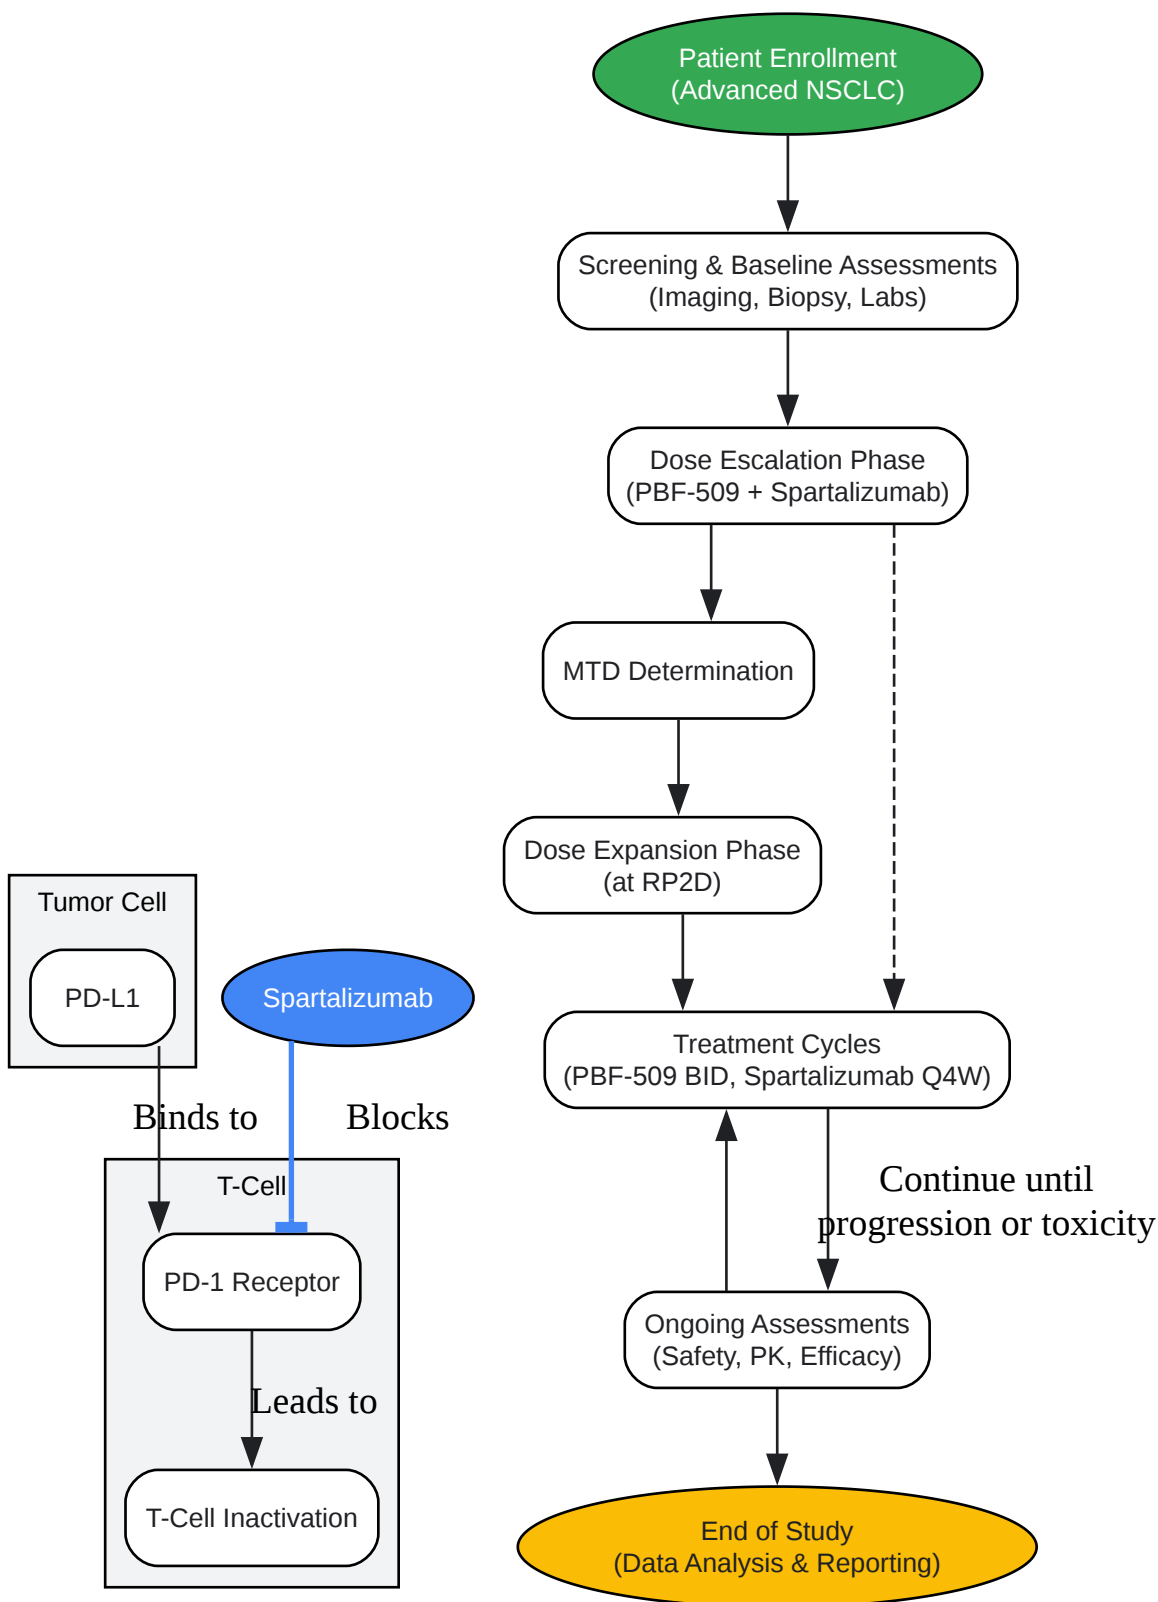 Patient Enrollment
(Advanced NSCLC)
Screening & Baseline Assessments
(Imaging, Biopsy, Labs)
Dose Escalation Phase
(PBF-509 + Spartalizumab)
MTD Determination
Dose Expansion Phase
(at RP2D)
Treatment Cycles
(PBF-509 BID, Spartalizumab Q4W)
Continue until
progression or toxicity
Ongoing Assessments
(Safety, PK, Efficacy)
End of Study
(Data Analysis & Reporting)
Tumor Cell
PD-L1
Spartalizumab
Binds to
Blocks
T-Cell
PD-1 Receptor
Leads to
T-Cell Inactivation